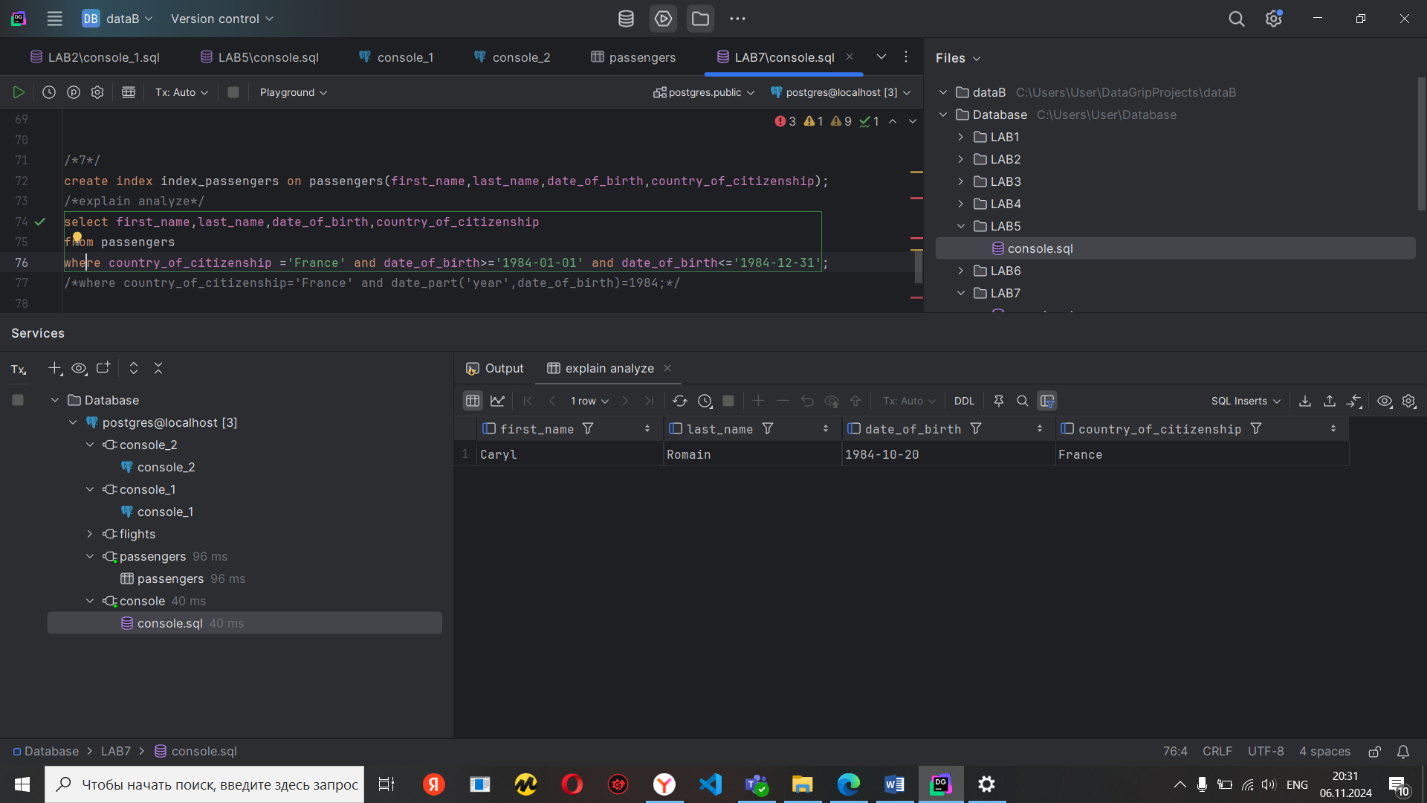 DB dataB Version control
LAB2\console_1.sql LAB5\console.sql console_1 console_2 passengers LAB7\console.sql
Files
Tx: Auto Playground postgres.public postgres@localhost [3]
dataB C:\Users\User\DataGripProjects\dataB
Database C:\Users\User\Database
LAB1
LAB2
LAB3
LAB4
LAB5
console.sql
LAB6
LAB7
3 1 9 1
69
70
71 /*7*/
72 create index index_passengers on passengers(first_name,last_name,date_of_birth,country_of_citizenship);
73 /*explain analyze*/
74 select first_name,last_name,date_of_birth,country_of_citizenship
75 from passengers
76 where country_of_citizenship ='France' and date_of_birth>='1984-01-01' and date_of_birth<='1984-12-31';
77 /*where country_of_citizenship='France' and date_part('year',date_of_birth)=1984;*/
78
Services
Tx
Database
postgres@localhost [3]
console_2
console_2
console_1
console_1
flights
passengers 96 ms
passengers 96 ms
console 40 ms
console.sql 40 ms
Output explain analyze
1 row Tx: Auto DDL SQL Inserts
first_name last_name date_of_birth country_of_citizenship
1 Caryl Romain 1984-10-20 France
Database > LAB7 > console.sql 76:4 CRLF UTF-8 4 spaces
Чтобы начать поиск, введите здесь запрос
ENG
20:31
06.11.2024
10